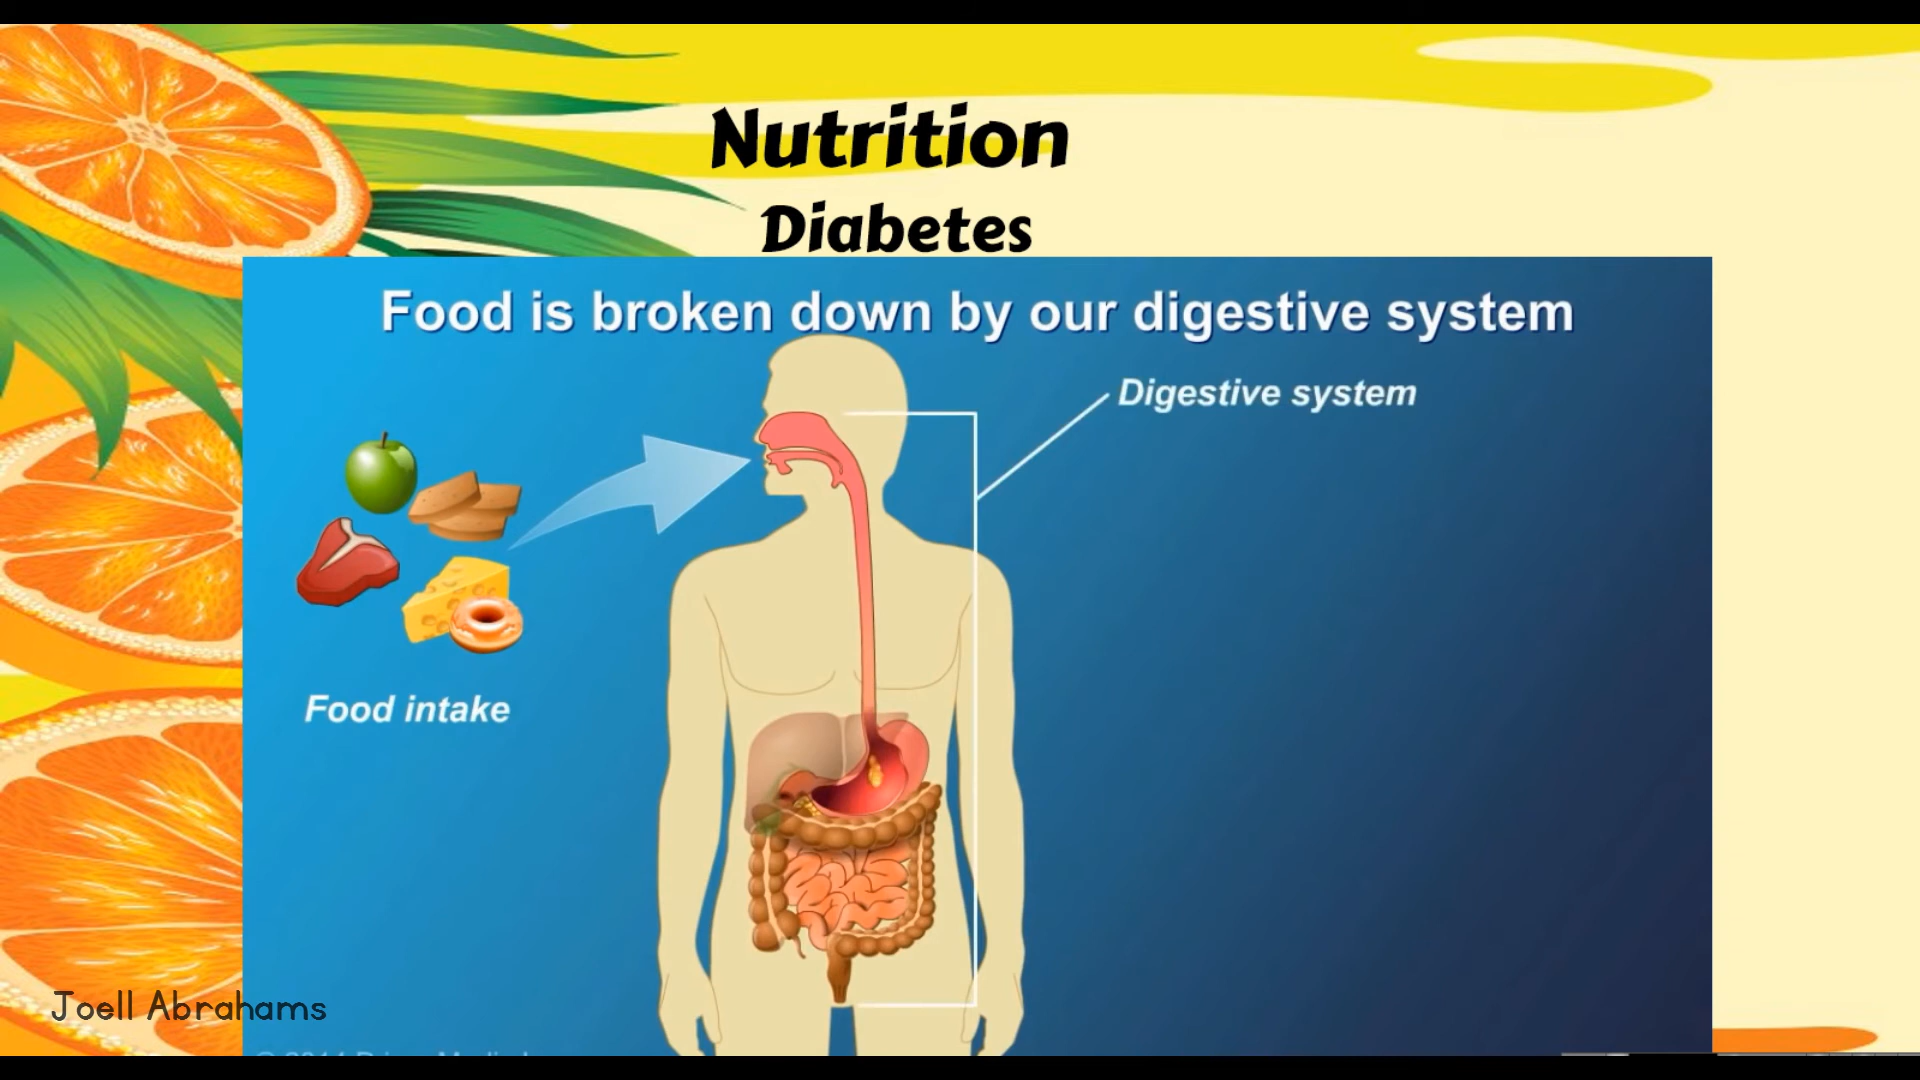 Nutrition
Diabetes
Food is broken down by our digestive system
Digestive system
Food intake
Joell Abrahams